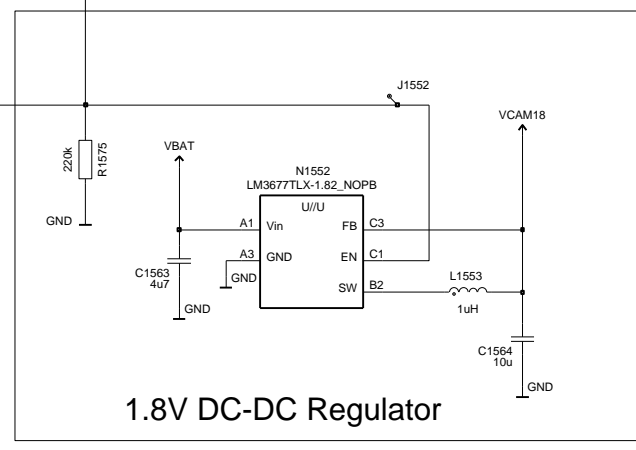 J1552
VCAM18
220k
R1575
VBAT
N1552
LM3677TLX-1.82_NOPB
U//U
GND
A1
Vin
FB
C3
A3
GND
EN
C1
GND
C1563
4u7
SW
B2
L1553
1uH
GND
C1564
10u
GND
1.8V DC-DC Regulator